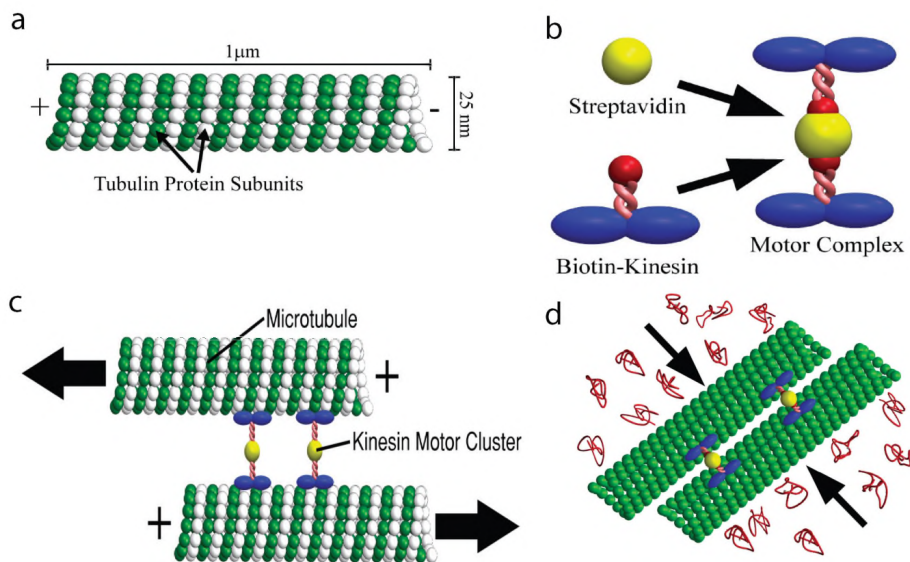 a
1μm
+
-
25 nm
Tubulin Protein Subunits
b
Streptavidin
Biotin-Kinesin
Motor Complex
c
Microtubule
+
Kinesin Motor Cluster
+
d